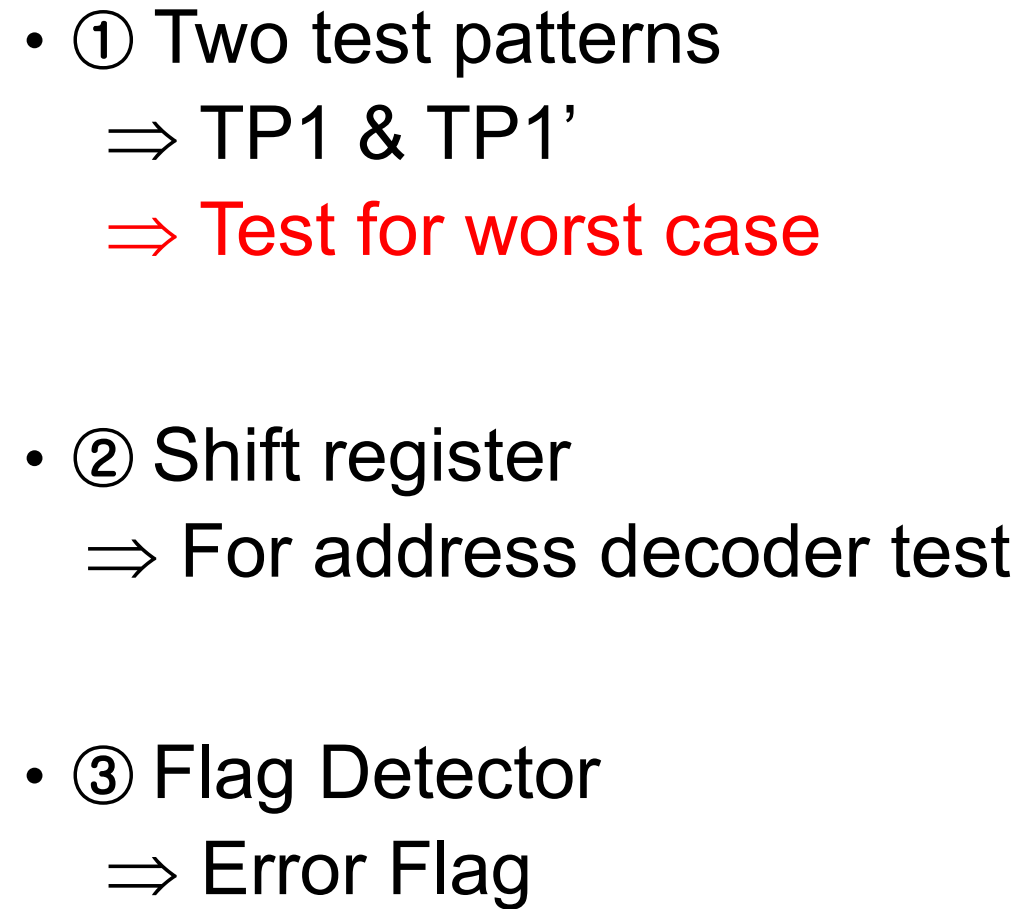 • ① Two test patterns
⇒ TP1 & TP1’
⇒ Test for worst case
• ② Shift register
⇒ For address decoder test
• ③ Flag Detector
⇒ Error Flag